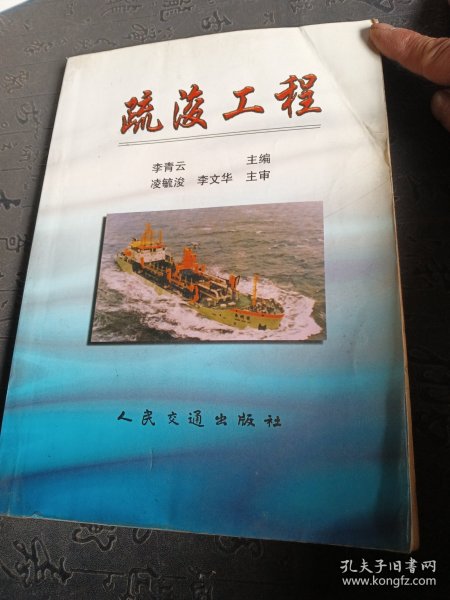 疏浚工程
李青云 主编
凌毓浚 李文华 主审
人民交通出版社
孔夫子旧书网
www.kongfz.com